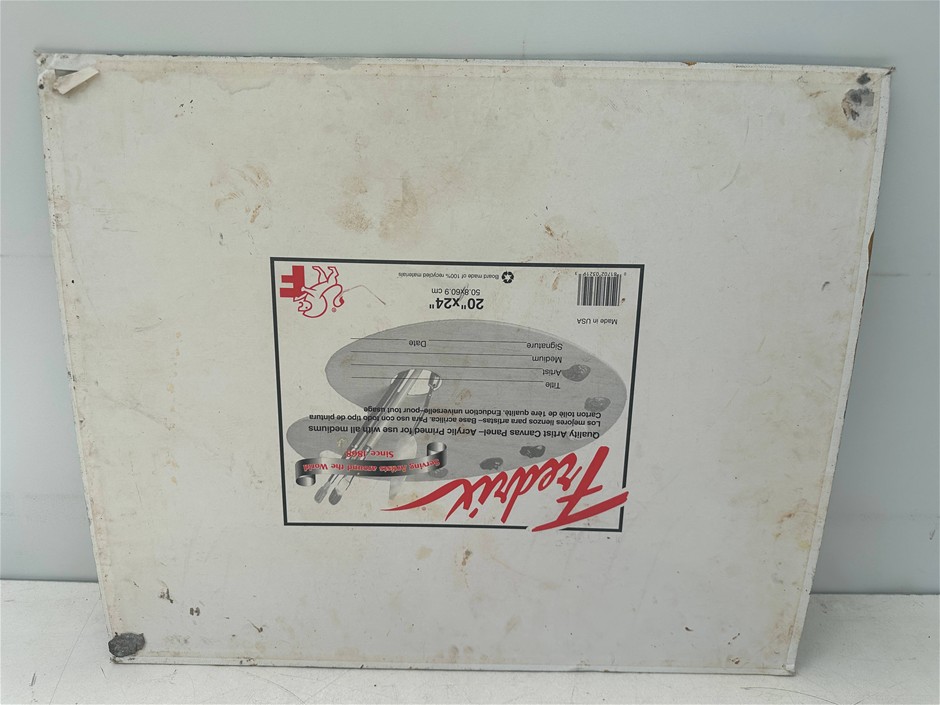 Fredrix
Serving Artists around the World
Since 1868
Quality Artist Canvas Panel– Acrylic Primed for use with all mediums
Los mejores lienzos para artistas– Base acrílica. Para uso con todo tipo de pintura
Carton toilé de 1ère qualité. Enduction universelle–pour tout usage
Title
Artist
Medium
Signature Date
Made in USA
20"x24"
50.8X60.9 cm
Board made of 100% recycled materials
F
®